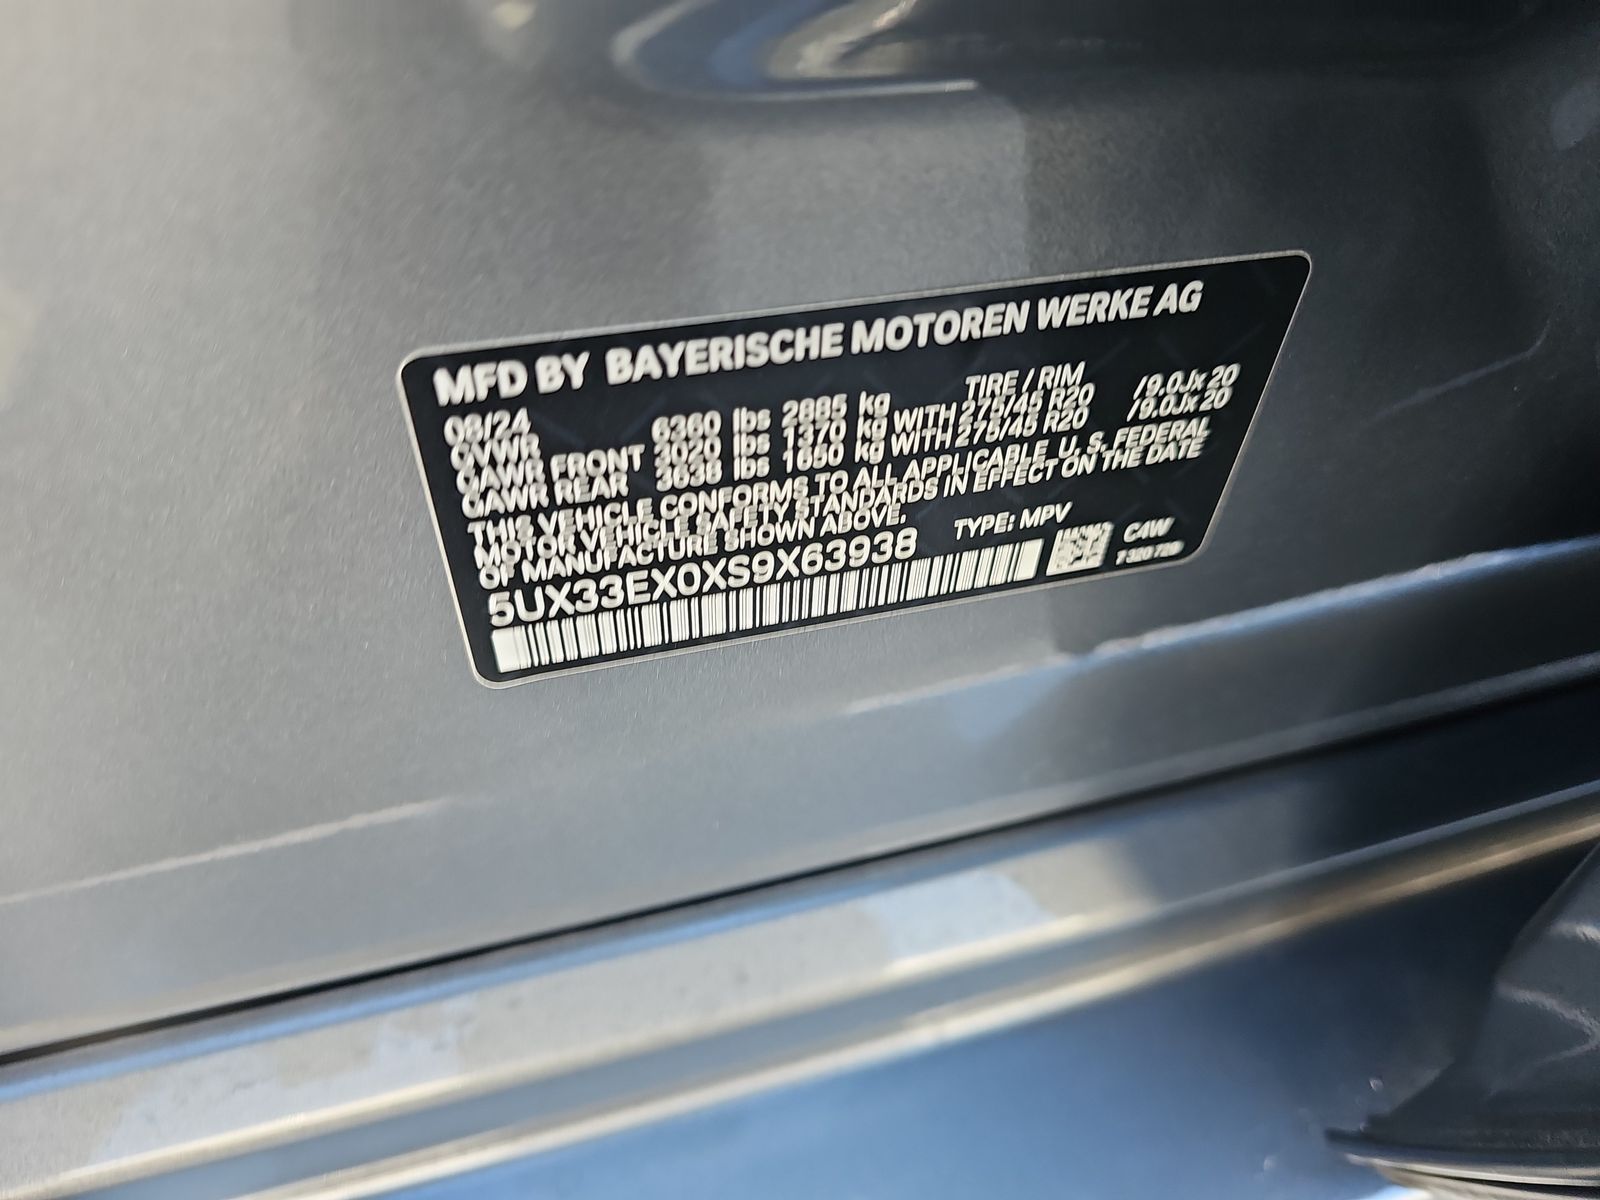 MFD BY BAYERISCHE MOTOREN WERKE AG
08/24 TIRE / RIM
GVWR 6360 lbs 2885 kg
GAWR FRONT 3020 lbs 1370 kg WITH 275/45 R20 /9.0Jx20
GAWR REAR 3638 lbs 1650 kg WITH 275/45 R20 /9.0Jx20
THIS VEHICLE CONFORMS TO ALL APPLICABLE U. S. FEDERAL
MOTOR VEHICLE SAFETY STANDARDS IN EFFECT ON THE DATE
OF MANUFACTURE SHOWN ABOVE.
5UX33EX0XS9X63938 TYPE: MPV
C4W